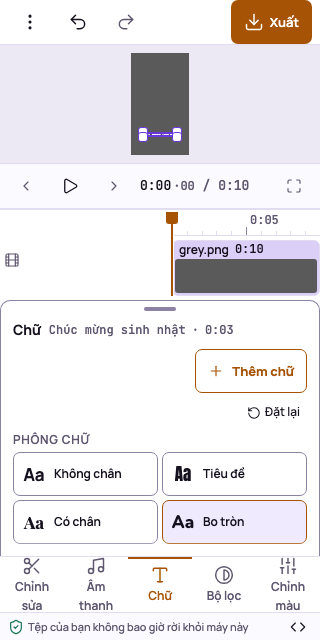 Xuất
0:00.00 / 0:10
0:05
grey.png 0:10
Chữ Chúc mừng sinh nhật · 0:03
+ Thêm chữ
Đặt lại
PHÔNG CHỮ
Aa Không chân
Aa Tiêu đề
Aa Có chân
Aa Bo tròn
Chỉnh sửa
Âm thanh
Chữ
Bộ lọc
Chỉnh màu
Tệp của bạn không bao giờ rời khỏi máy này